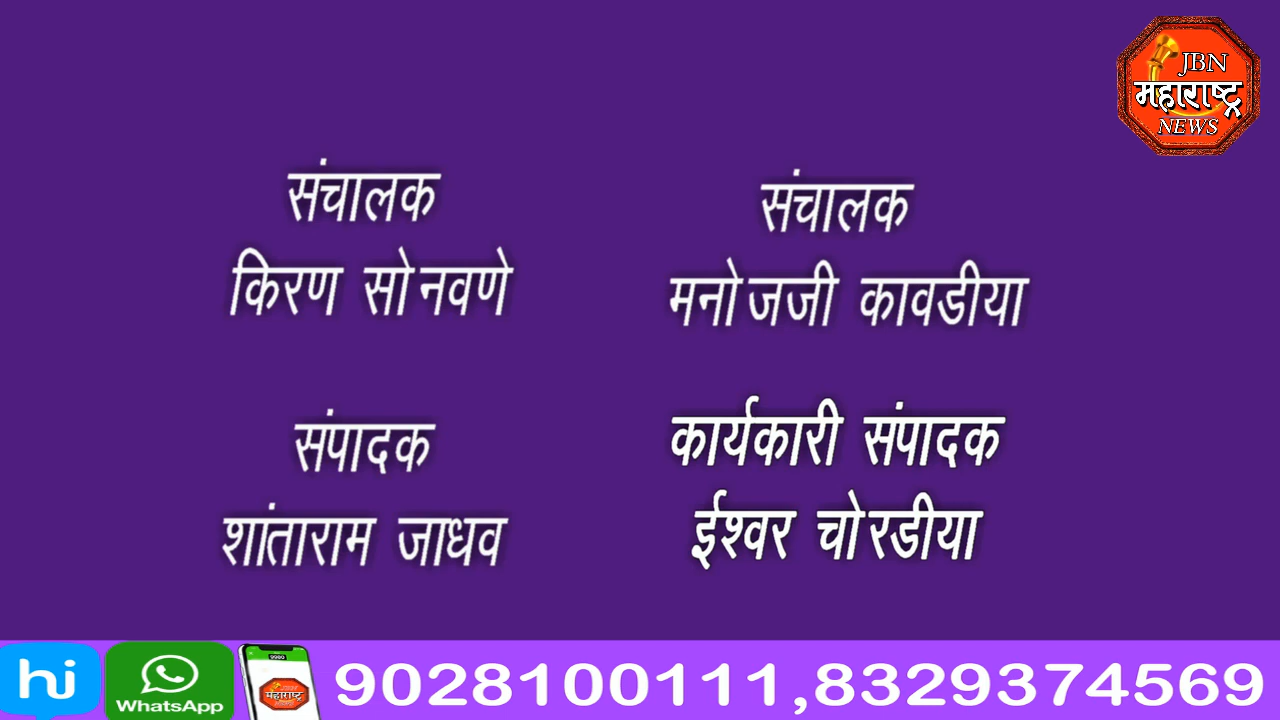 JBN
महाराष्ट्र
NEWS
संचालक
किरण सोनवणे
संचालक
मनोजजी कावडीया
संपादक
शांताराम जाधव
कार्यकारी संपादक
ईश्वर चोरडीया
hi
WhatsApp
महाराष्ट्र
9028100111,8329374569